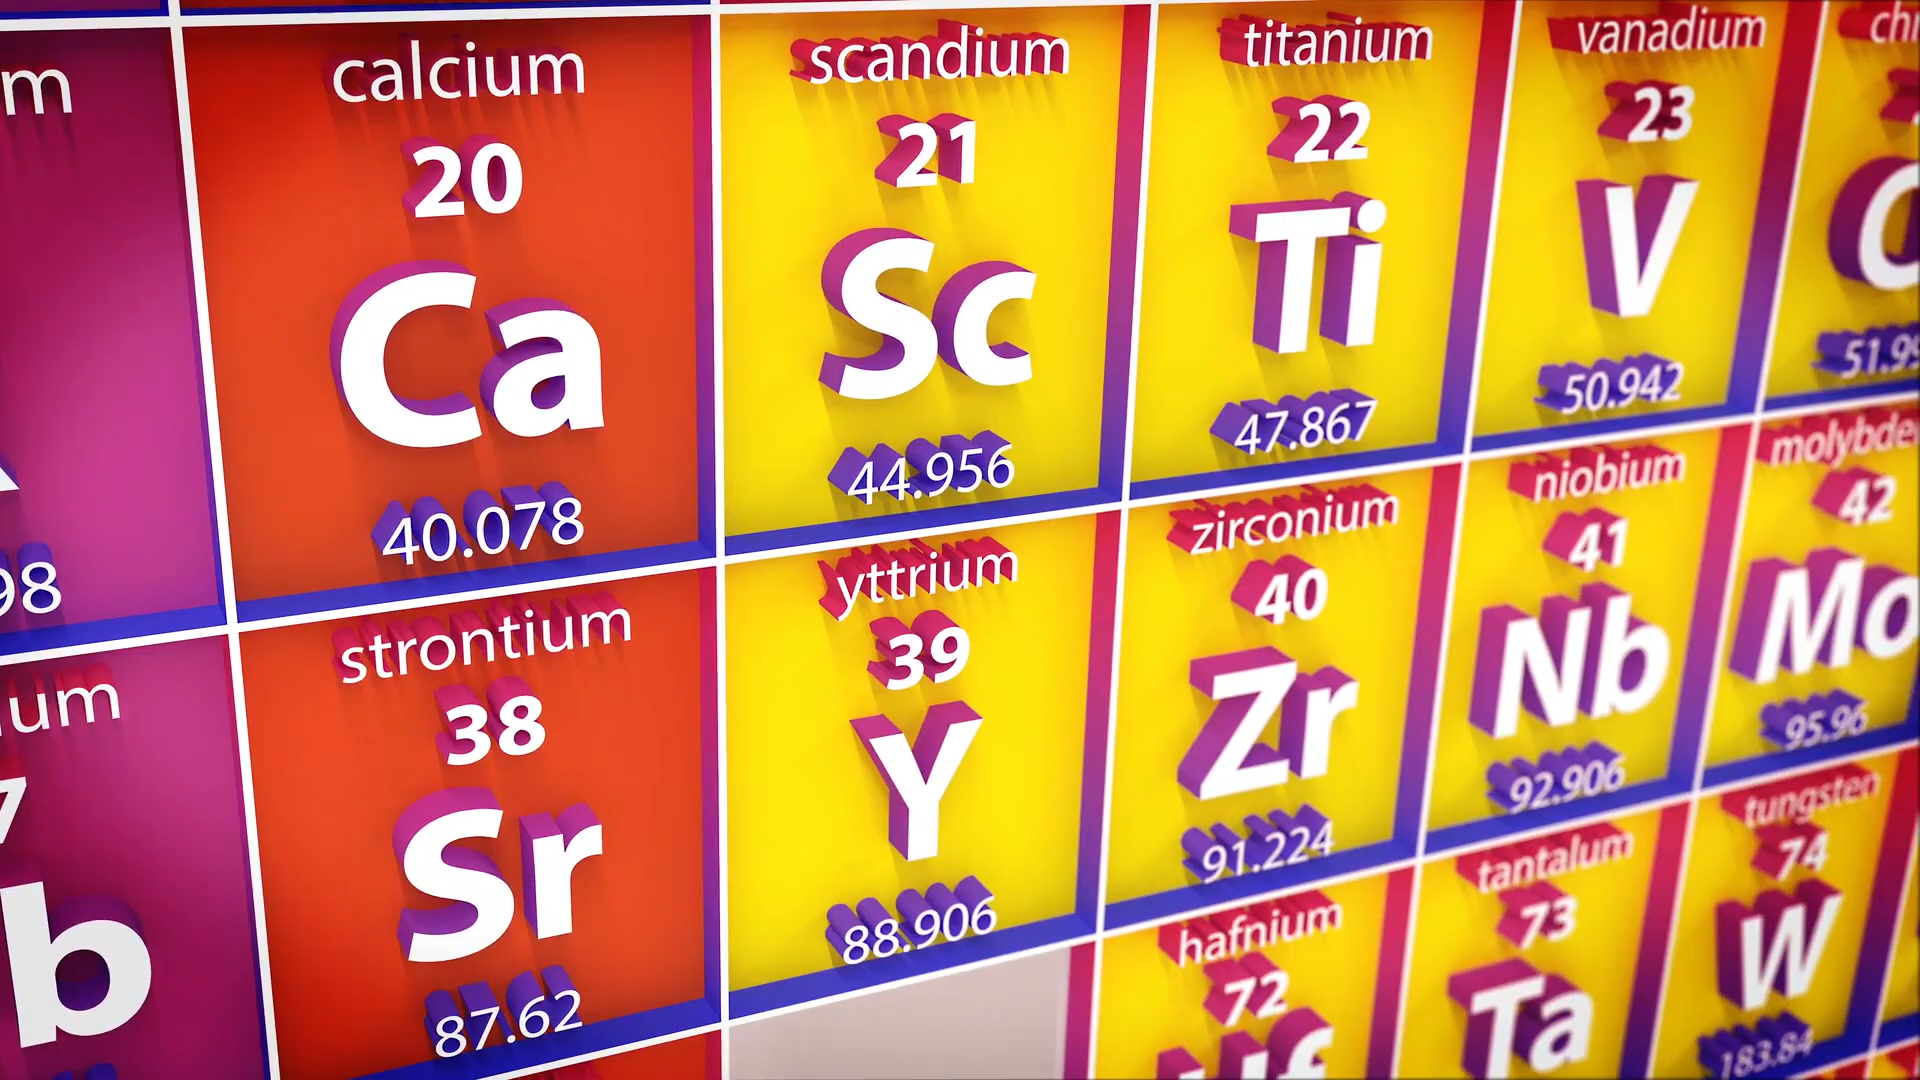 calcium
20
Ca
40.078
scandium
21
Sc
44.956
titanium
22
Ti
47.867
vanadium
23
V
50.942
strontium
38
Sr
87.62
yttrium
39
Y
88.906
zirconium
40
Zr
91.224
niobium
41
Nb
92.906
42
Mo
95.96
hafnium
72
Hf
tantalum
73
Ta
tungsten
74
W
183.84